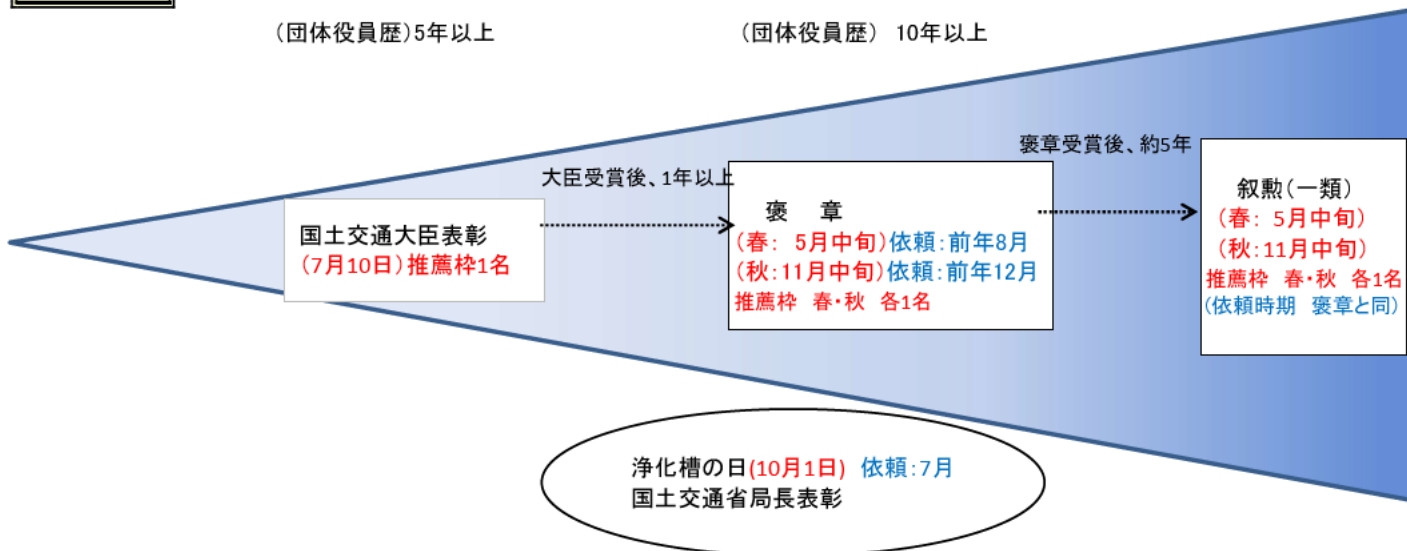 (団体役員歴)5年以上
(団体役員歴) 10年以上
褒章受賞後、約5年
大臣受賞後、1年以上
国土交通大臣表彰
(7月10日)推薦枠1名
褒 章
(春: 5月中旬)依頼:前年8月
(秋:11月中旬)依頼:前年12月
推薦枠 春・秋 各1名
叙勲(一類)
(春: 5月中旬)
(秋:11月中旬)
推薦枠 春・秋 各1名
(依頼時期 褒章と同)
浄化槽の日(10月1日) 依頼:7月
国土交通省局長表彰